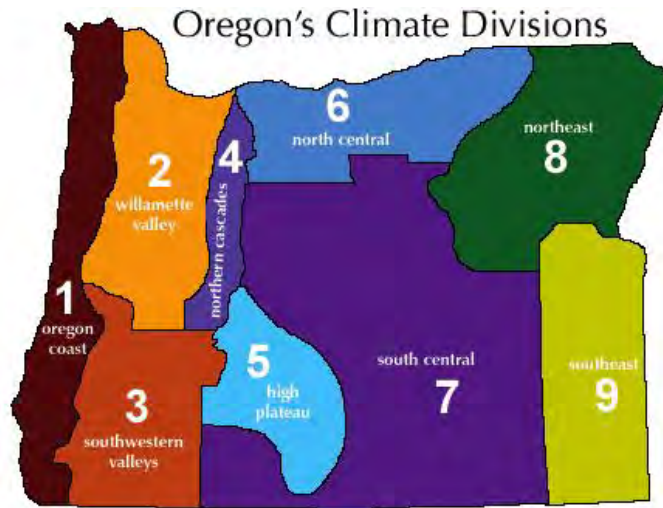 Oregon's Climate Divisions
1
oregon
coast
2
willamette
valley
3
southwestern
valleys
4
northern cascades
5
high
plateau
6
north central
south central
7
northeast
8
southeast
9